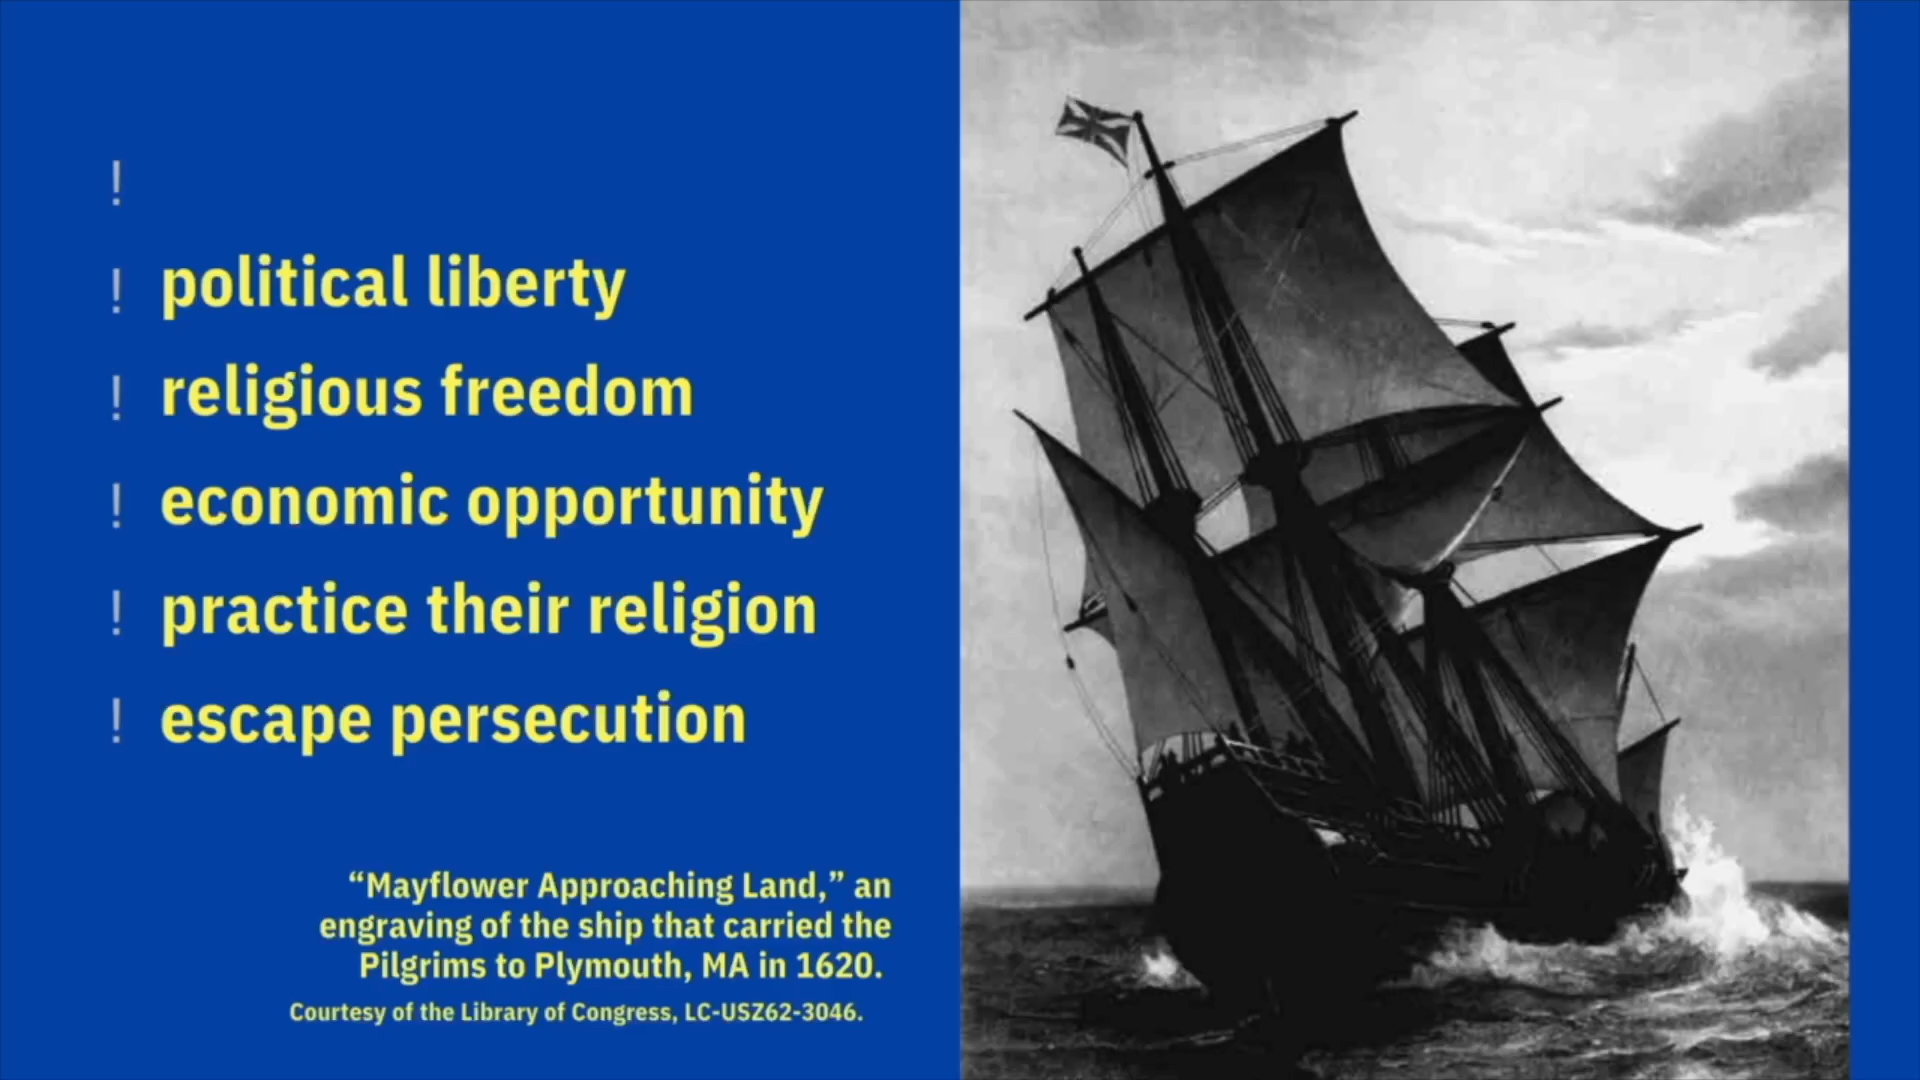 !
! political liberty
! religious freedom
! economic opportunity
! practice their religion
! escape persecution
“Mayflower Approaching Land,” an
engraving of the ship that carried the
Pilgrims to Plymouth, MA in 1620.
Courtesy of the Library of Congress, LC-USZ62-3046.